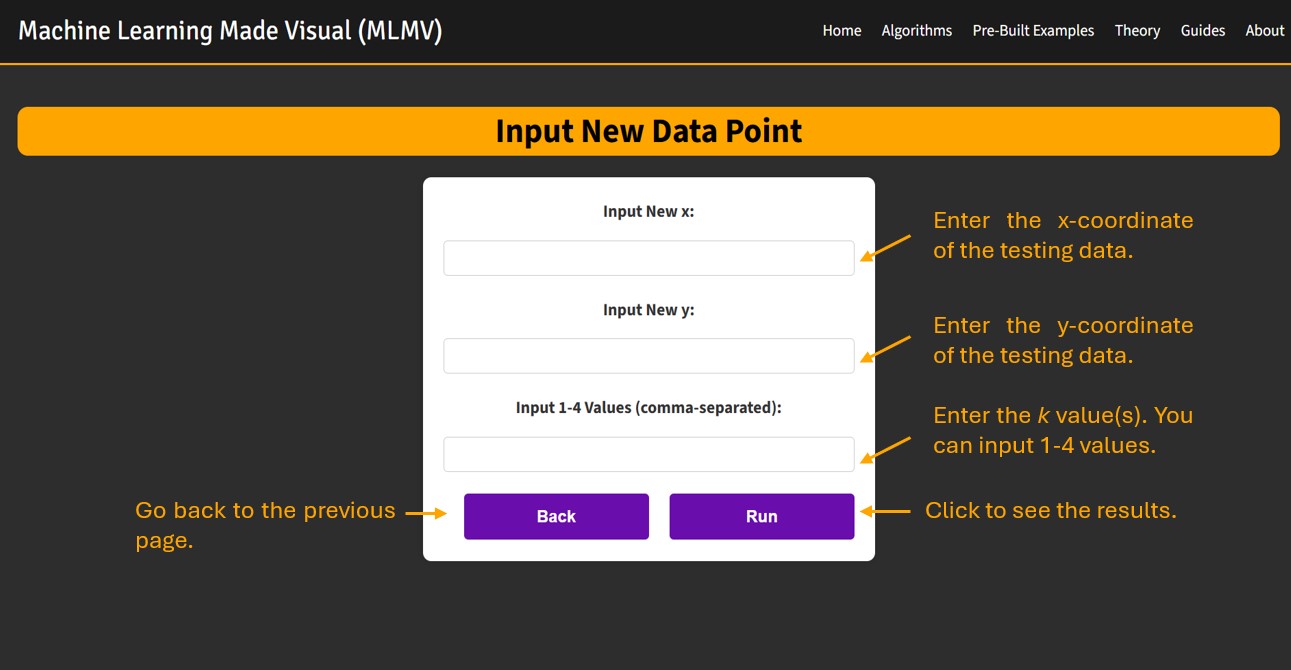 Machine Learning Made Visual (MLMV)
Home Algorithms Pre-Built Examples Theory Guides About
Input New Data Point
Input New x:
Enter the x-coordinate
of the testing data.
Input New y:
Enter the y-coordinate
of the testing data.
Input 1-4 Values (comma-separated):
Enter the k value(s). You
can input 1-4 values.
Go back to the previous
page.
Back
Run
Click to see the results.